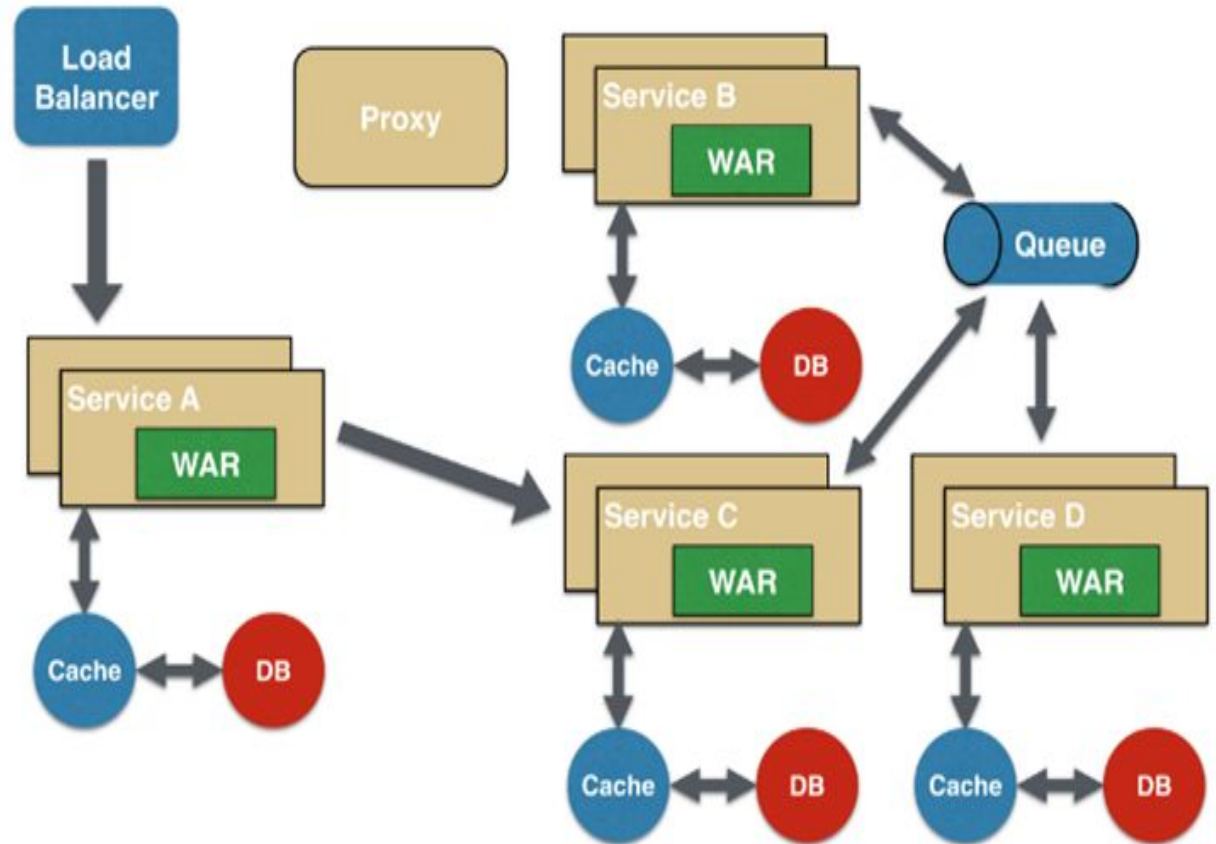 Load
Balancer
Proxy
Service B
WAR
Queue
Cache
DB
Service A
WAR
Service C
WAR
Service D
WAR
Cache
DB
Cache
DB
Cache
DB